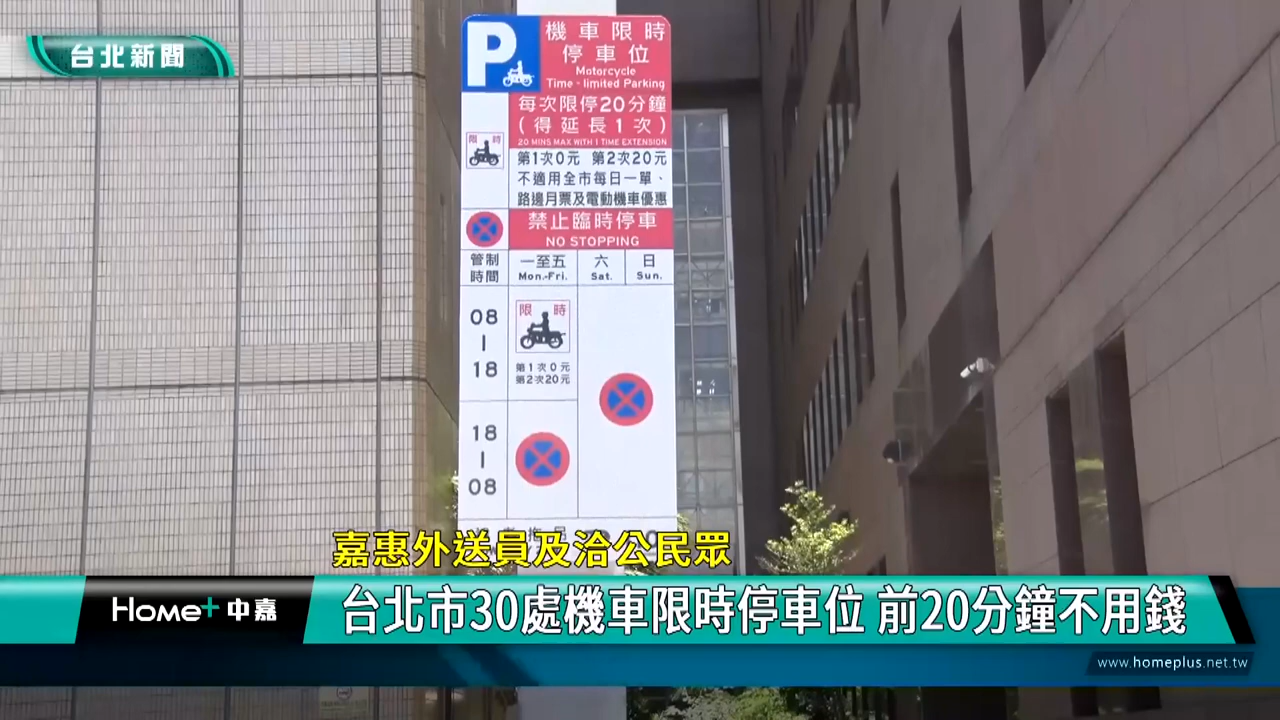 台北新聞
P
機車限時
停車位
Motorcycle
Time - limited Parking
每次限停20分鐘
(得延長1次)
20 MINS MAX WITH 1 TIME EXTENSION
限 時
第1次0元 第2次20元
不適用全市每日一單、
路邊月票及電動機車優惠
禁止臨時停車
NO STOPPING
管制
時間
一至五
Mon.-Fri.
六
Sat.
日
Sun.
08
|
18
限 時
第1次0元
第2次20元
18
|
08
嘉惠外送員及洽公民眾
Home+中嘉
台北市30處機車限時停車位 前20分鐘不用錢
www.homeplus.net.tw